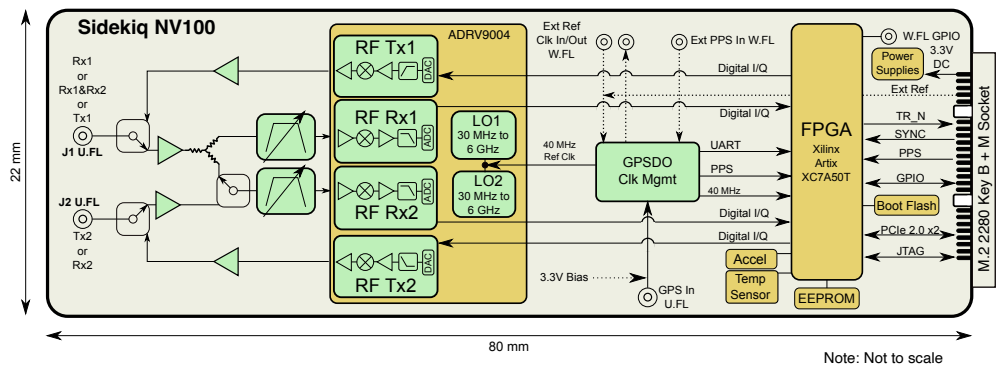 Sidekiq NV100
ADRV9004
Rx1
or
Rx1&Rx2
or
Tx1
J1 U.FL
J2 U.FL
Tx2
or
Rx2
RF Tx1
DAC
RF Rx1
ADC
RF Rx2
ADC
RF Tx2
DAC
LO1
30 MHz to
6 GHz
LO2
30 MHz to
6 GHz
Ext Ref
Clk In/Out
W.FL
Ext PPS In W.FL
Digital I/Q
Digital I/Q
40 MHz
Ref Clk
GPSDO
Clk Mgmt
UART
PPS
40 MHz
Digital I/Q
Digital I/Q
3.3V Bias
GPS In
U.FL
Accel
Temp
Sensor
EEPROM
FPGA
Xilinx
Artix
XC7A50T
W.FL GPIO
Power
Supplies
3.3V
DC
Ext Ref
TR_N
SYNC
PPS
GPIO
Boot Flash
PCIe 2.0 x2
JTAG
M.2 2280 Key B + M Socket
22 mm
80 mm
Note: Not to scale